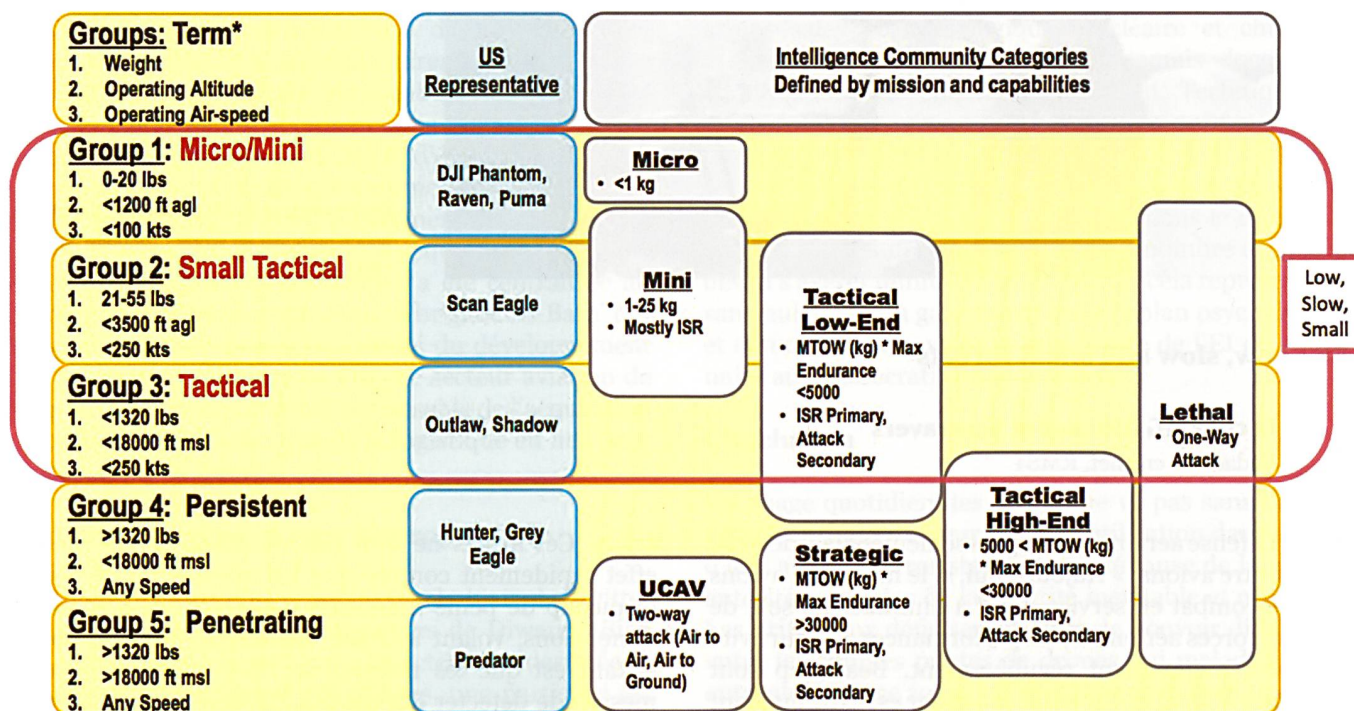 Groups: Term*
1. Weight
2. Operating Altitude
3. Operating Air-speed
US
Representative
Intelligence Community Categories
Defined by mission and capabilities
Group 1: Micro/Mini
1. 0-20 lbs
2. <1200 ft agl
3. <100 kts
DJI Phantom,
Raven, Puma
Micro
• <1 kg
Group 2: Small Tactical
1. 21-55 lbs
2. <3500 ft agl
3. <250 kts
Scan Eagle
Mini
• 1-25 kg
• Mostly ISR
Tactical
Low-End
• MTOW (kg) * Max
Endurance
<5000
• ISR Primary,
Attack
Secondary
Low,
Slow,
Small
Group 3: Tactical
1. <1320 lbs
2. <18000 ft msl
3. <250 kts
Outlaw, Shadow
Lethal
• One-Way
Attack
Group 4: Persistent
1. >1320 lbs
2. <18000 ft msl
3. Any Speed
Hunter, Grey
Eagle
Tactical
High-End
• 5000 < MTOW (kg)
* Max Endurance
<30000
• ISR Primary,
Attack Secondary
Group 5: Penetrating
1. >1320 lbs
2. >18000 ft msl
3. Any Speed
Predator
UCAV
• Two-way
attack (Air to
Air, Air to
Ground)
Strategic
• MTOW (kg) *
Max Endurance
>30000
• ISR Primary,
Attack
Secondary